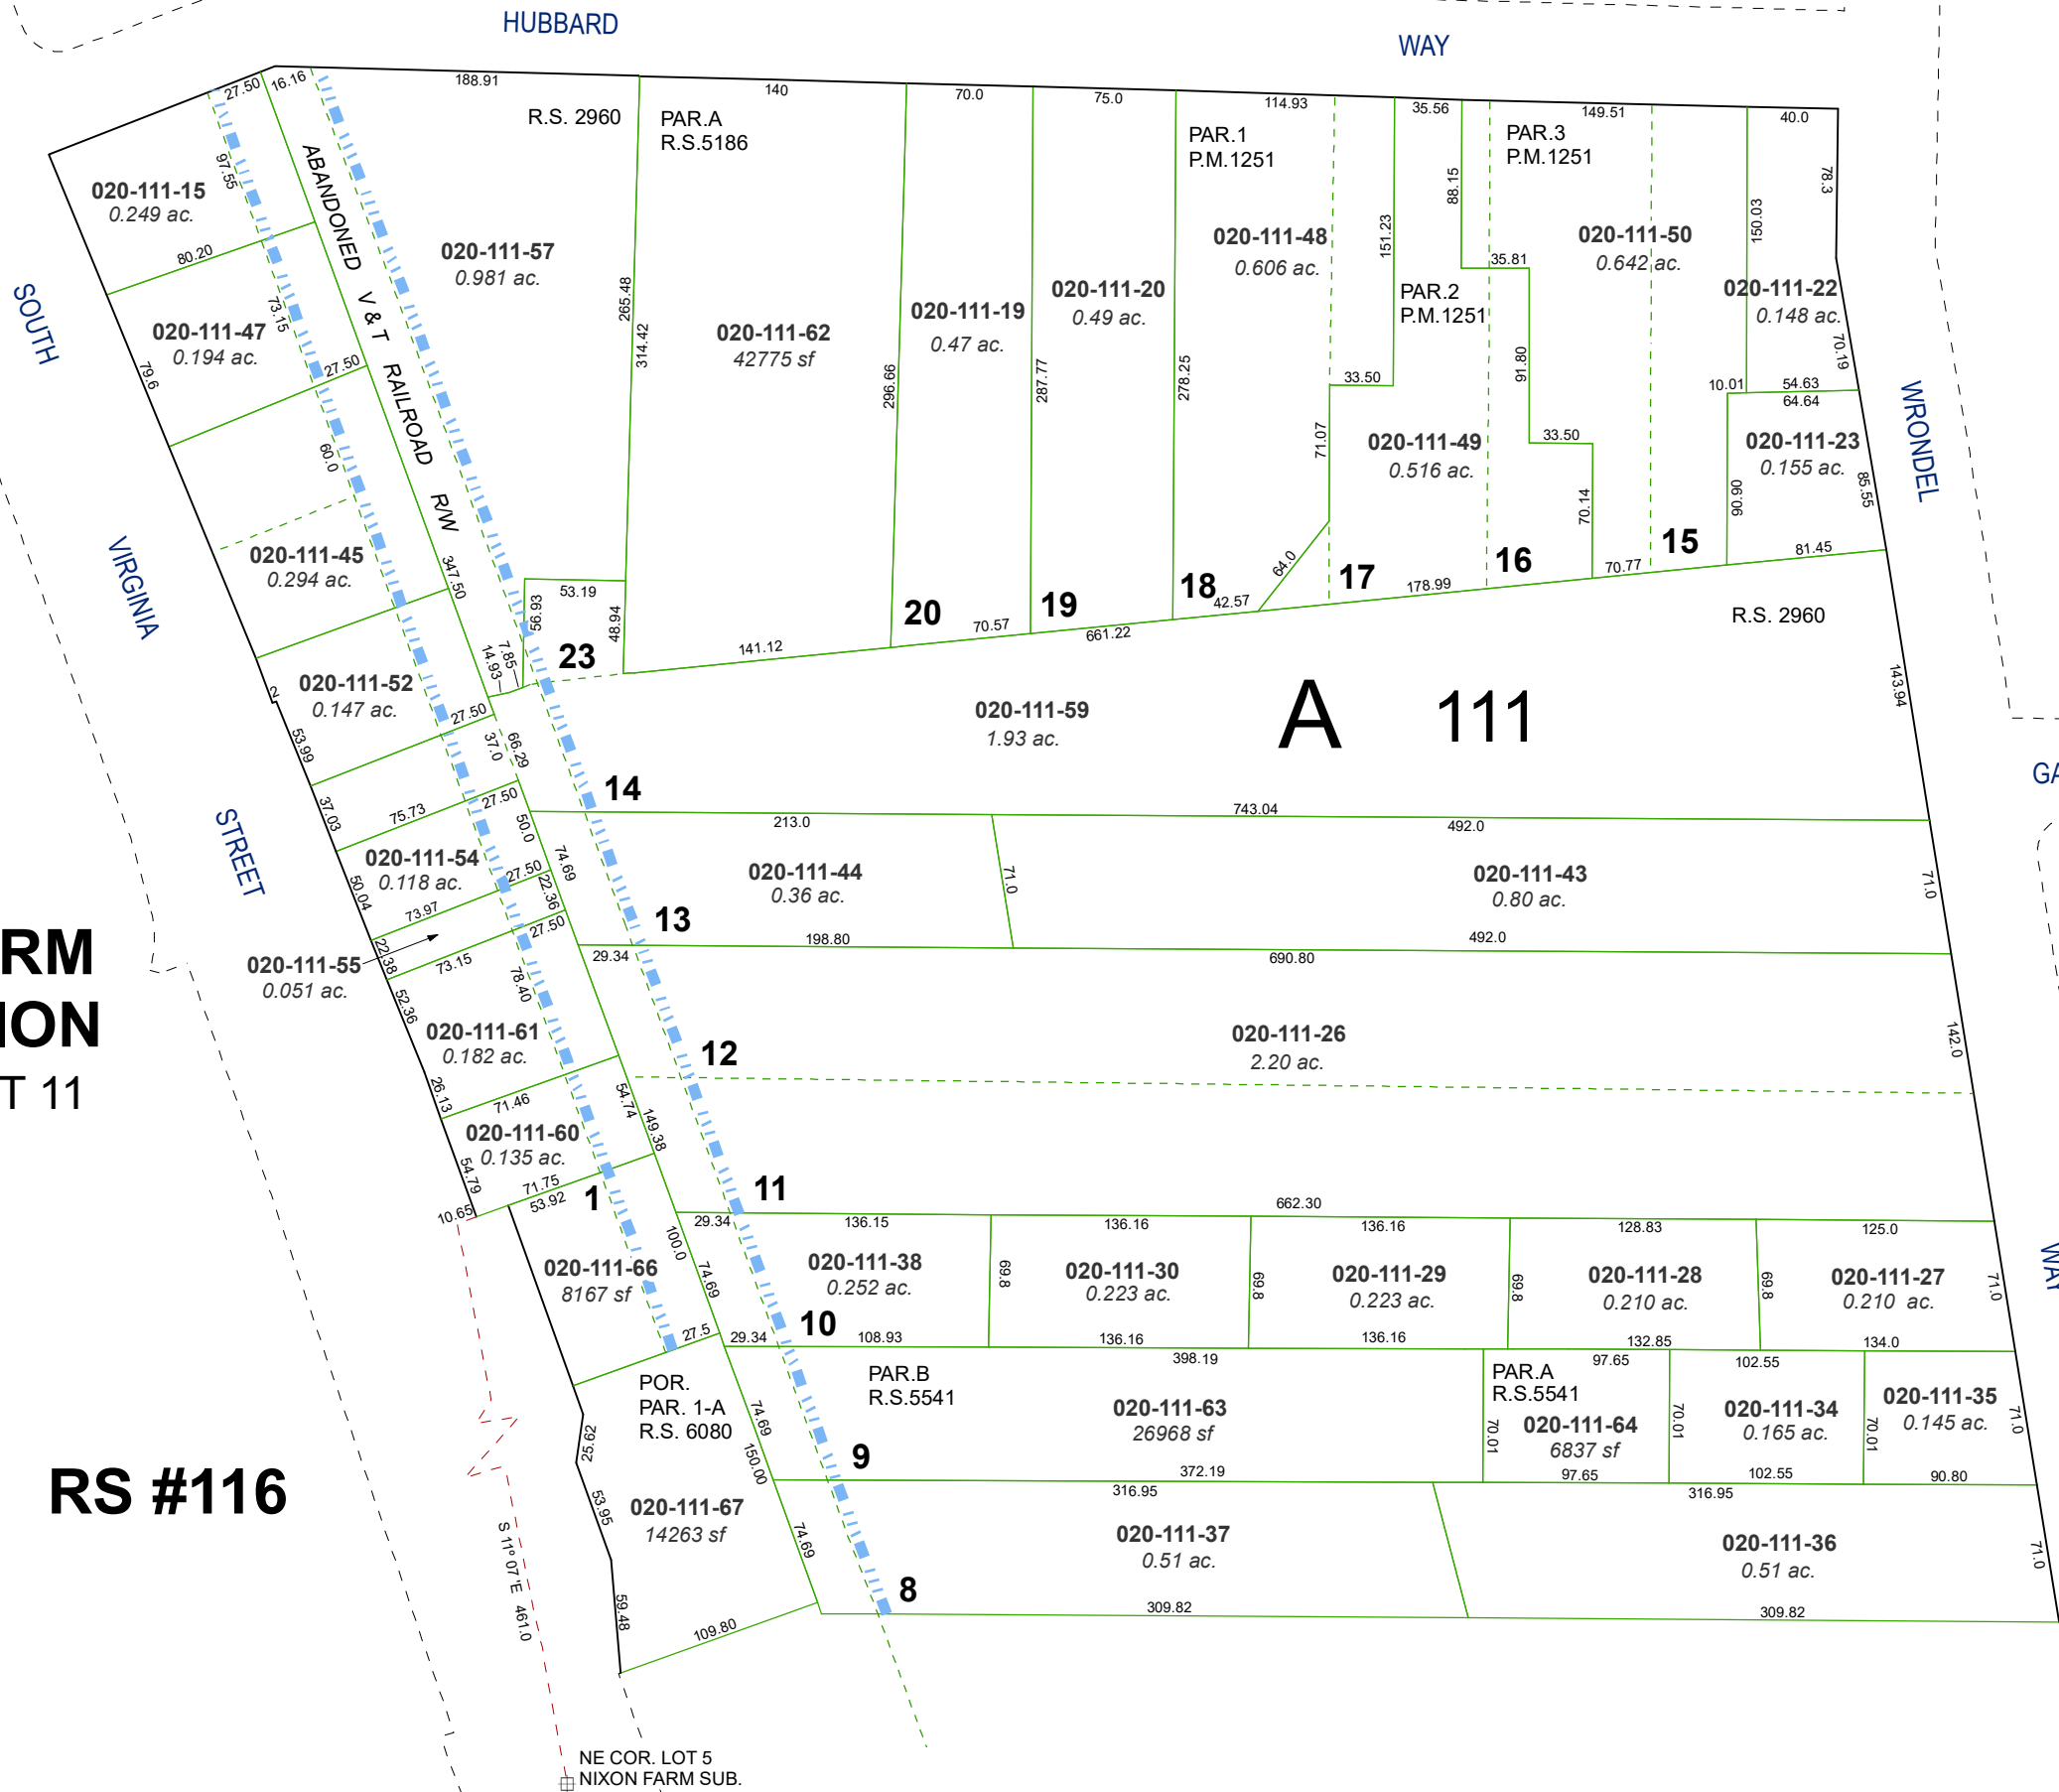 HUBBARD
WAY
27.50
16.16
188.91
140
70.0
75.0
114.93
35.56
149.51
40.0
R.S. 2960
PAR.A
R.S.5186
PAR.1
P.M.1251
PAR.3
P.M.1251
97.55
020-111-15
0.249 ac.
ABANDONED V & T RAILROAD R/W
88.15
78.3
80.20
020-111-57
0.981 ac.
020-111-48
0.606 ac.
151.23
020-111-50
0.642 ac.
150.03
35.81
SOUTH
73.15
265.48
020-111-20
0.49 ac.
PAR.2
P.M.1251
020-111-22
0.148 ac.
020-111-47
0.194 ac.
314.42
020-111-62
42775 sf
020-111-19
0.47 ac.
70.19
79.6
27.50
296.66
287.77
278.25
33.50
91.80
10.01
54.63
64.64
WRONDEL
60.0
71.07
020-111-49
0.516 ac.
33.50
020-111-23
0.155 ac.
90.90
85.55
70.14
VIRGINIA
020-111-45
0.294 ac.
347.50
53.19
56.93
48.94
64.0
17
16
15
81.45
70.77
178.99
18
42.57
19
20
70.57
661.22
141.12
R.S. 2960
7.85
14.93
23
2
020-111-52
0.147 ac.
27.50
143.94
020-111-59
1.93 ac.
A
111
53.99
37.0
66.29
GA
14
37.03
75.73
27.50
50.0
743.04
213.0
492.0
STREET
020-111-54
0.118 ac.
74.69
27.50
22.36
50.04
73.97
020-111-44
0.36 ac.
71.0
020-111-43
0.80 ac.
71.0
13
27.50
198.80
492.0
29.34
690.80
RM
ION
T 11
22.38
020-111-55
0.051 ac.
73.15
78.40
52.36
020-111-61
0.182 ac.
020-111-26
2.20 ac.
142.0
12
26.13
71.46
54.74
149.38
020-111-60
0.135 ac.
54.79
71.75
53.92
1
10.65
11
662.30
29.34
136.15
136.16
136.16
128.83
125.0
100.0
WAY
020-111-66
8167 sf
74.69
020-111-38
0.252 ac.
69.8
020-111-30
0.223 ac.
69.8
020-111-29
0.223 ac.
69.8
020-111-28
0.210 ac.
69.8
020-111-27
0.210 ac.
71.0
27.5
10
29.34
108.93
136.16
136.16
132.85
134.0
398.19
97.65
102.55
POR.
PAR. 1-A
R.S. 6080
PAR.B
R.S.5541
PAR.A
R.S.5541
020-111-63
26968 sf
70.01
020-111-64
6837 sf
70.01
020-111-34
0.165 ac.
70.01
020-111-35
0.145 ac.
71.0
25.62
74.69
150.00
9
372.19
97.65
102.55
90.80
316.95
316.95
RS #116
53.95
020-111-67
14263 sf
74.69
020-111-37
0.51 ac.
020-111-36
0.51 ac.
71.0
S 11º 07 'E 461.0
59.48
8
309.82
309.82
109.80
NE COR. LOT 5
NIXON FARM SUB.